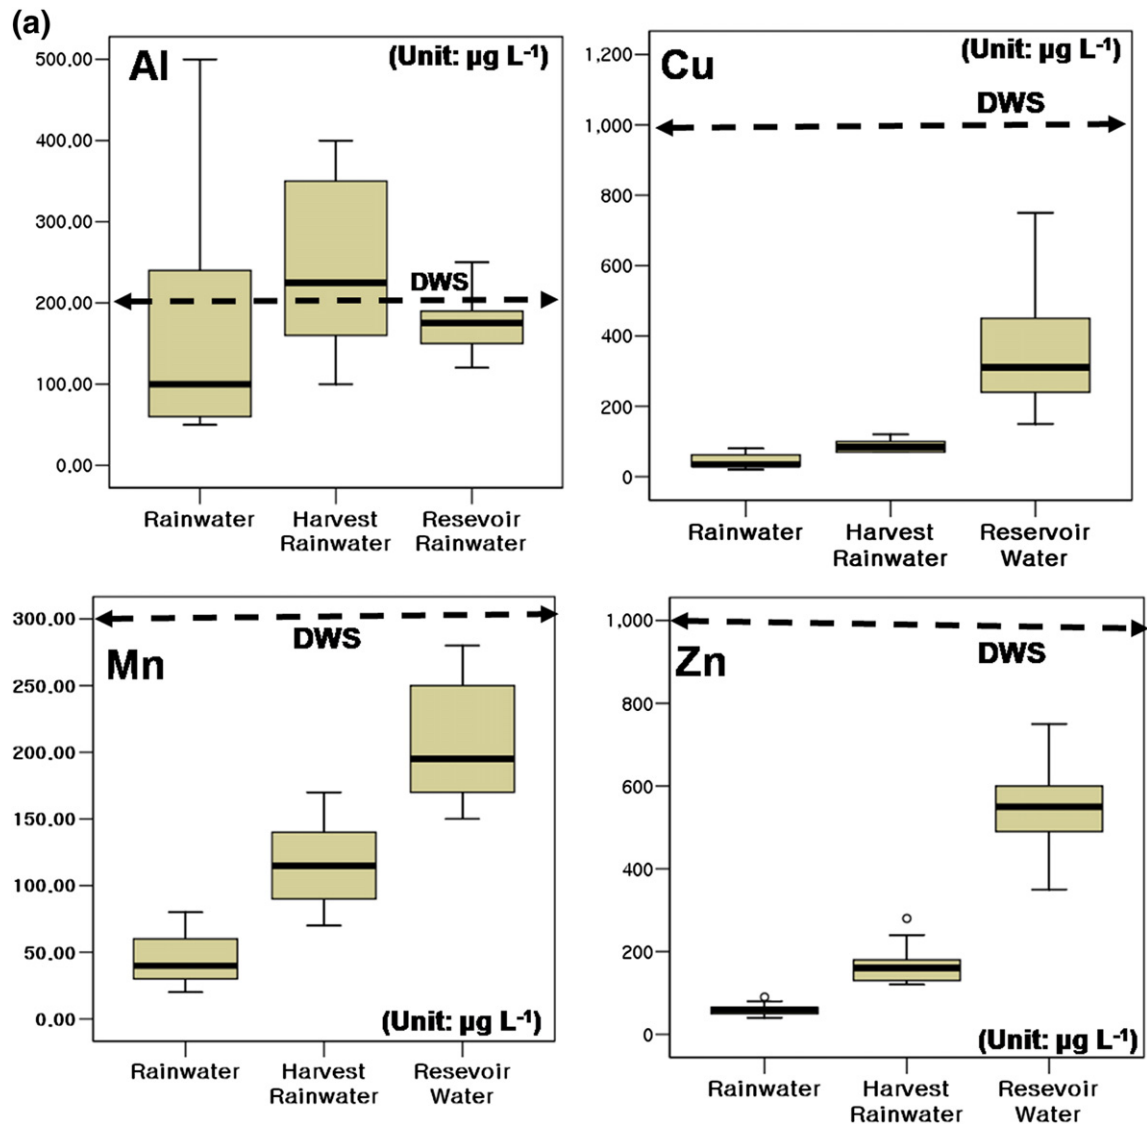 (a)
Al
(Unit: µg L-1)
500.00
400.00
300.00
200.00
100.00
0.00
DWS
Rainwater
Harvest
Rainwater
Resevoir
Rainwater
Cu
(Unit: µg L-1)
DWS
1,200
1,000
800
600
400
200
0
Rainwater
Harvest
Rainwater
Reservoir
Water
Mn
DWS
300.00
250.00
200.00
150.00
100.00
50.00
0.00
(Unit: µg L-1)
Rainwater
Harvest
Rainwater
Resevoir
Water
Zn
DWS
1,000
800
600
400
200
0
(Unit: µg L-1)
Rainwater
Harvest
Rainwater
Resevoir
Water